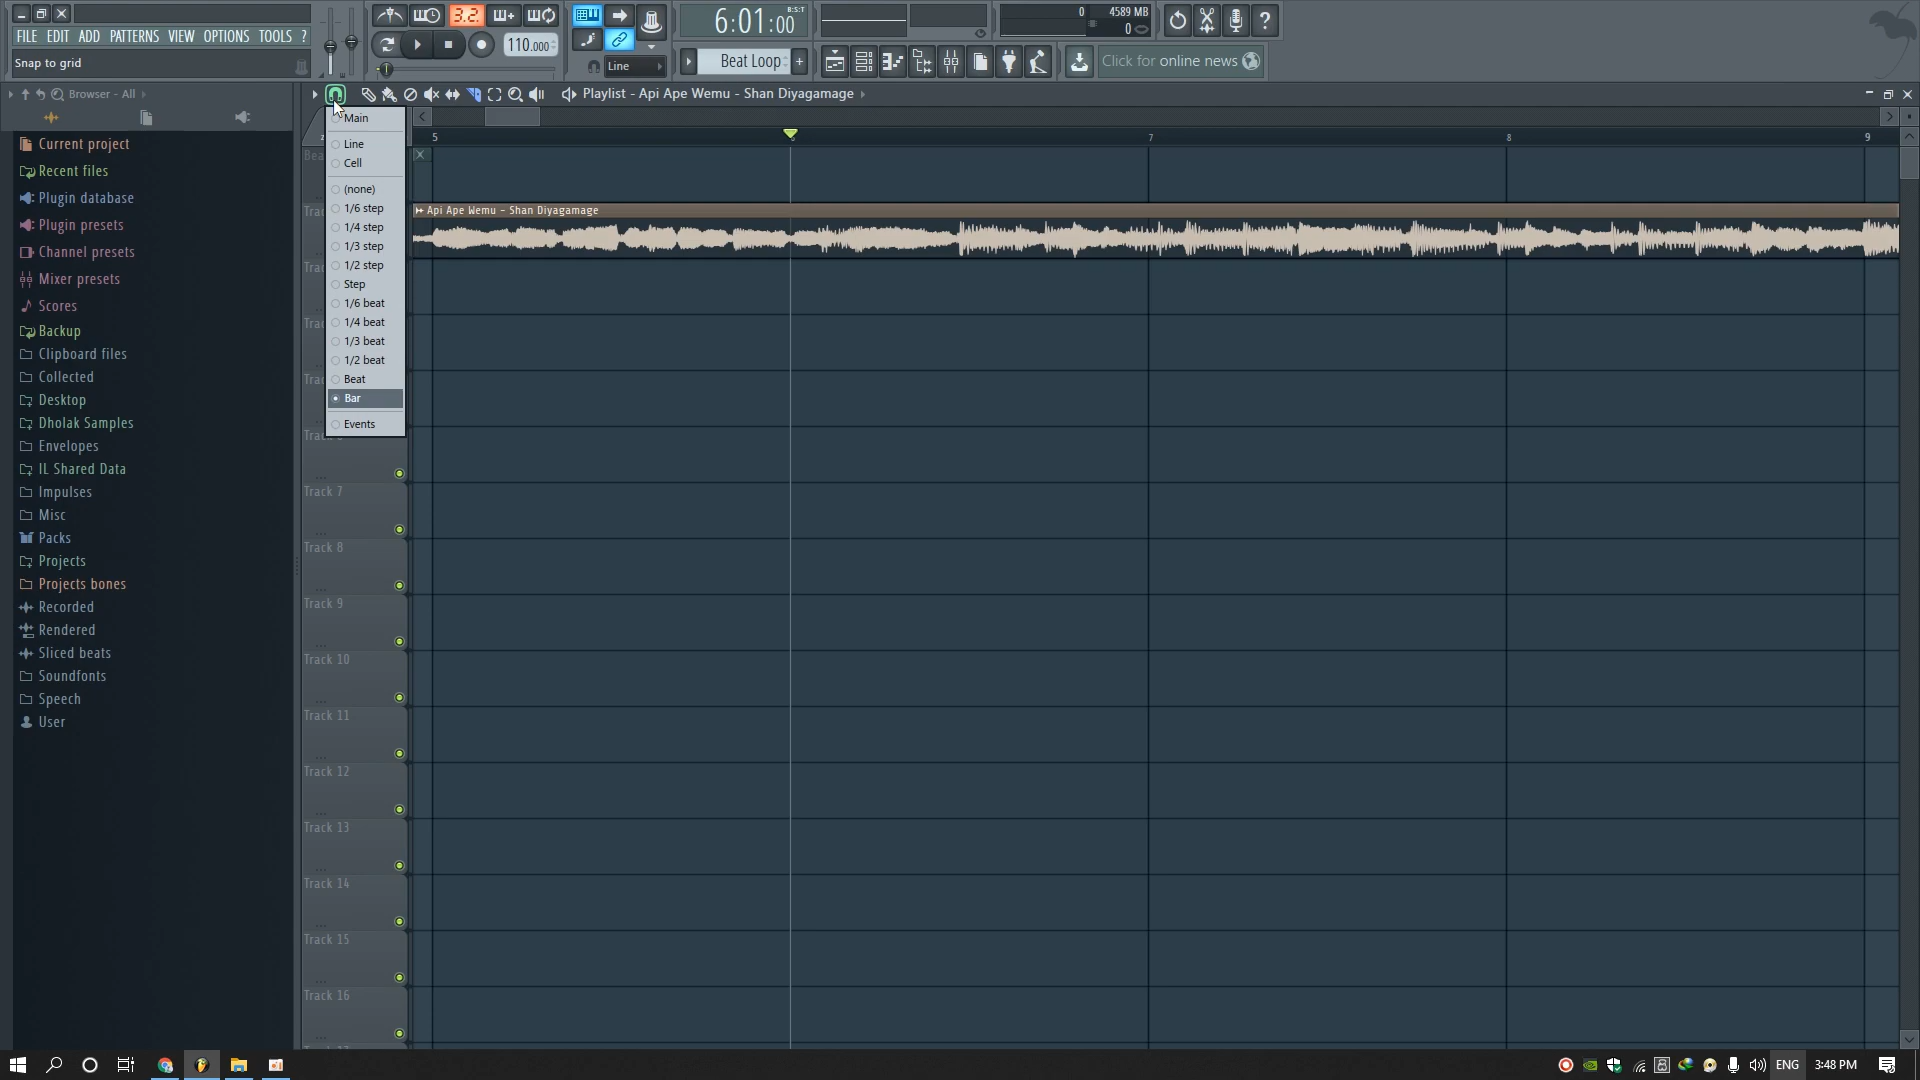 FILE EDIT ADD PATTERNS VIEW OPTIONS TOOLS ?
Snap to grid
3.2.
110.000
Line
6:01:00
B:S:T
Beat Loop
+
0
4589 MB
0
?
Click for online news
Browser - All
Current project
Recent files
Plugin database
Plugin presets
Channel presets
Mixer presets
Scores
Backup
Clipboard files
Collected
Desktop
Dholak Samples
Envelopes
IL Shared Data
Impulses
Misc
Packs
Projects
Projects bones
Recorded
Rendered
Sliced beats
Soundfonts
Speech
User
Playlist - Api Ape Wemu - Shan Diyagamage
Main
Line
Cell
(none)
1/6 step
1/4 step
1/3 step
1/2 step
Step
1/6 beat
1/4 beat
1/3 beat
1/2 beat
Beat
Bar
Events
5
7
8
9
Api Ape Wemu - Shan Diyagamage
Track 7
Track 8
Track 9
Track 10
Track 11
Track 12
Track 13
Track 14
Track 15
Track 16
ENG
3:48 PM